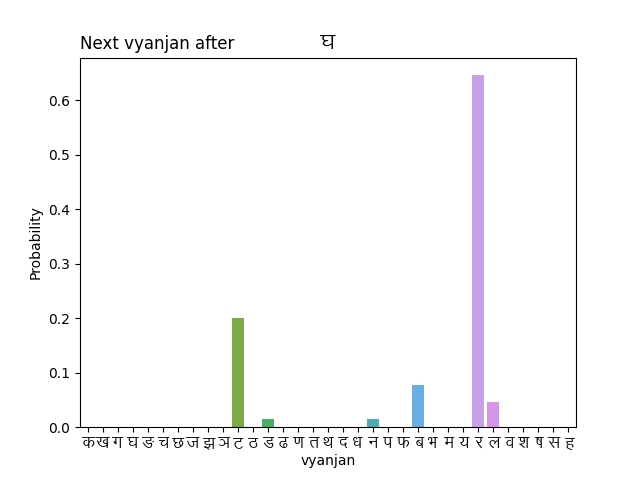 Next vyanjan after घ
0.6
0.5
0.4
0.3
0.2
0.1
0.0
Probability
क ख ग घ ङ च छ ज झ ञ ट ठ ड ढ ण त थ द ध न प फ ब भ म य र ल व श ष स ह
vyanjan